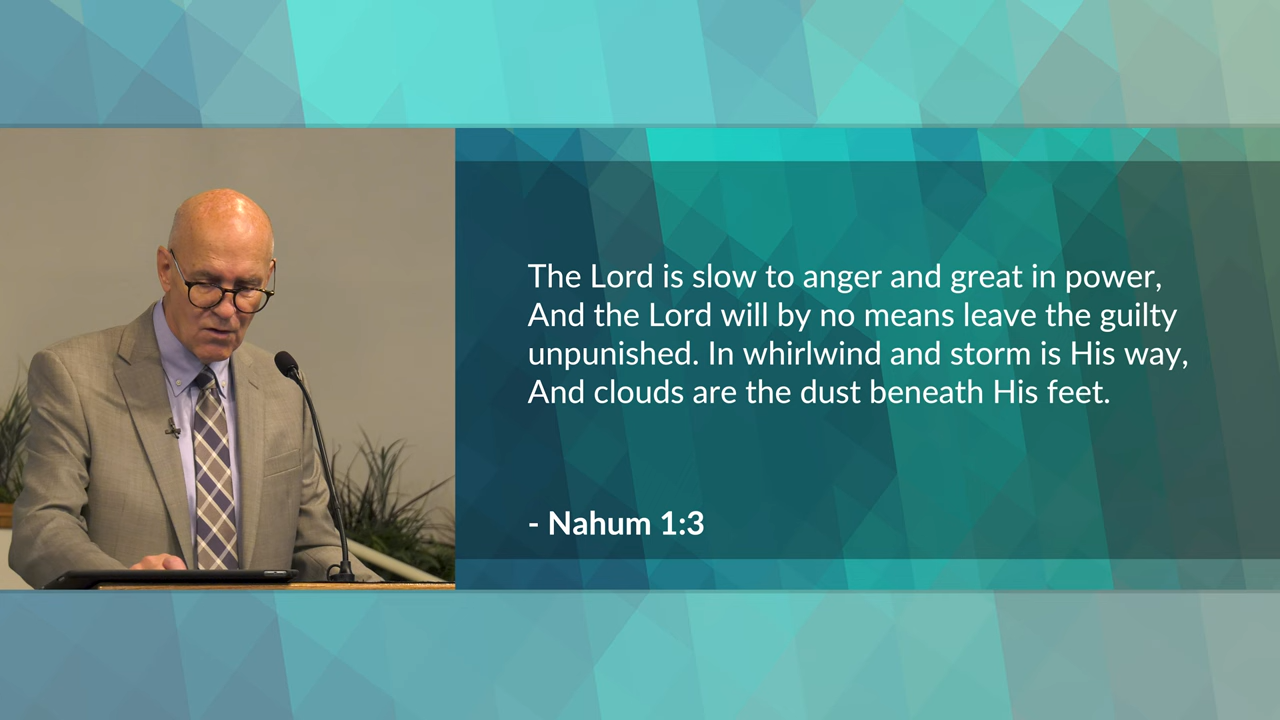 The Lord is slow to anger and great in power,
And the Lord will by no means leave the guilty
unpunished. In whirlwind and storm is His way,
And clouds are the dust beneath His feet.
- Nahum 1:3